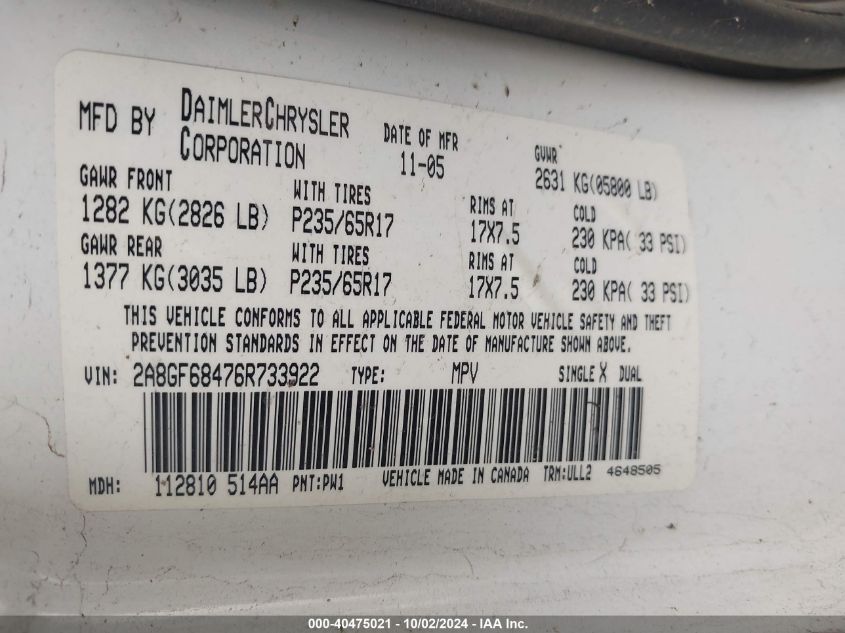 MFD BY DAIMLERCHRYSLER CORPORATION DATE OF MFR 11-05 GVWR 2631 KG(05800 LB)
GAWR FRONT WITH TIRES RIMS AT COLD
1282 KG(2826 LB) P235/65R17 17X7.5 230 KPA( 33 PSI)
GAWR REAR WITH TIRES RIMS AT COLD
1377 KG(3035 LB) P235/65R17 17X7.5 230 KPA( 33 PSI)
THIS VEHICLE CONFORMS TO ALL APPLICABLE FEDERAL MOTOR VEHICLE SAFETY AND THEFT
PREVENTION STANDARDS IN EFFECT ON THE DATE OF MANUFACTURE SHOWN ABOVE.
VIN: 2A8GF68476R733922 TYPE: MPV SINGLE X DUAL
MDH: 112810 514AA PNT:PW1 VEHICLE MADE IN CANADA TRM:ULL2 4648505
000-40475021 - 10/02/2024 - IAA Inc.